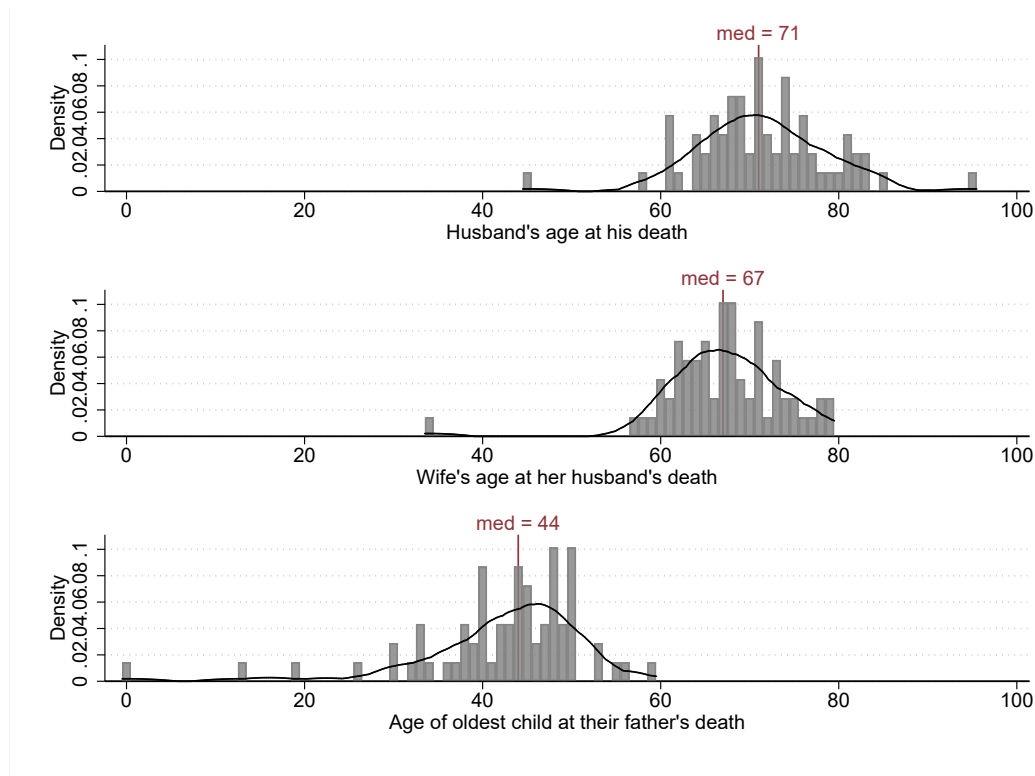 med = 71
Density
0 .02.04.06.08 .1
0 20 40 60 80 100
Husband's age at his death
med = 67
Density
0 .02.04.06.08 .1
0 20 40 60 80 100
Wife's age at her husband's death
med = 44
Density
0 .02.04.06.08 .1
0 20 40 60 80 100
Age of oldest child at their father's death